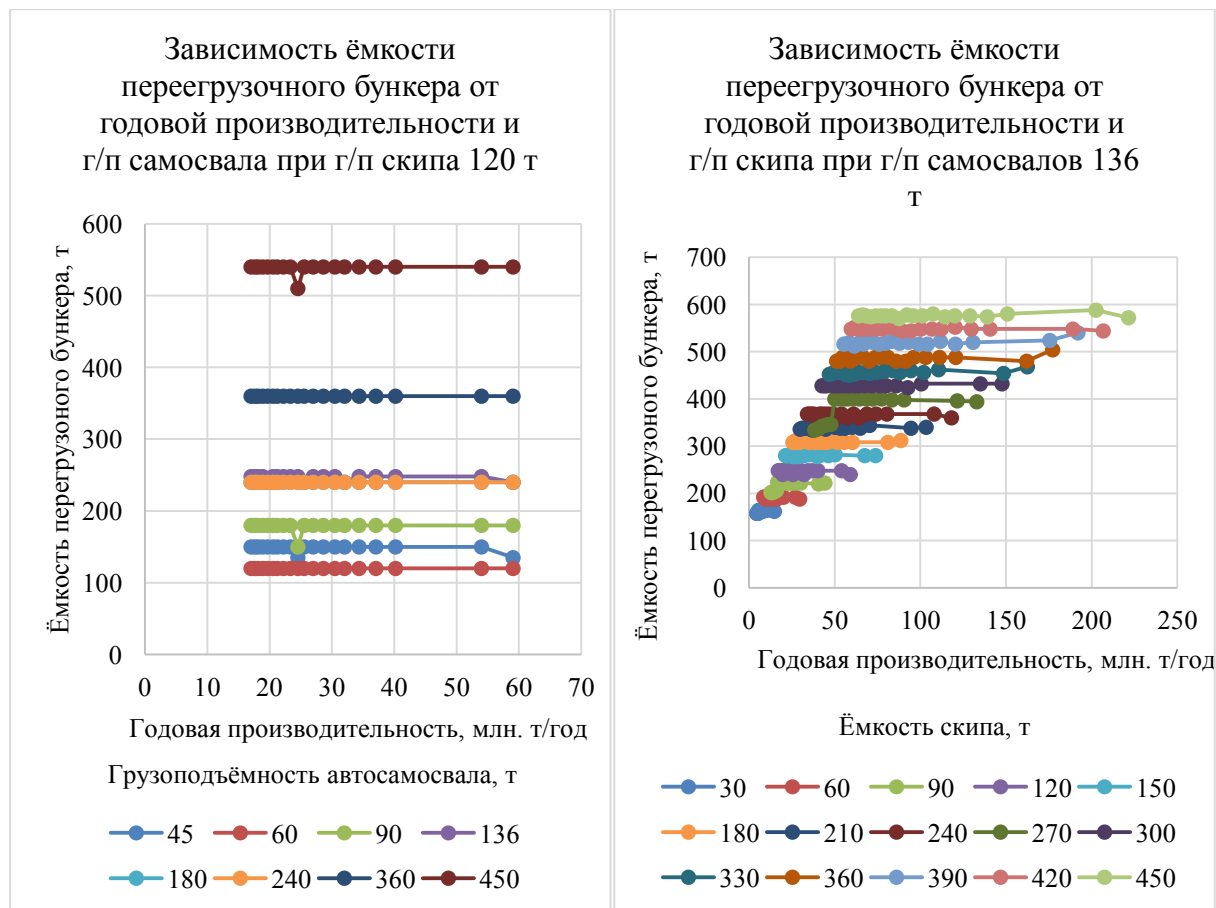 Зависимость ёмкости
переегрузочного бункера от
годовой производительности и
г/п самосвала при г/п скипа 120 т
Ёмкость перегрузоного бункера, т
600
500
400
300
200
100
0
0 10 20 30 40 50 60 70
Годовая производительность, млн. т/год
Грузоподъёмность автосамосвала, т
45 60 90 136
180 240 360 450
Зависимость ёмкости
переегрузочного бункера от
годовой производительности и
г/п скипа при г/п самосвалов 136
т
Ёмкость перегрузоного бункера, т
700
600
500
400
300
200
100
0
0 50 100 150 200 250
Годовая производительность, млн. т/год
Ёмкость скипа, т
30 60 90 120 150
180 210 240 270 300
330 360 390 420 450